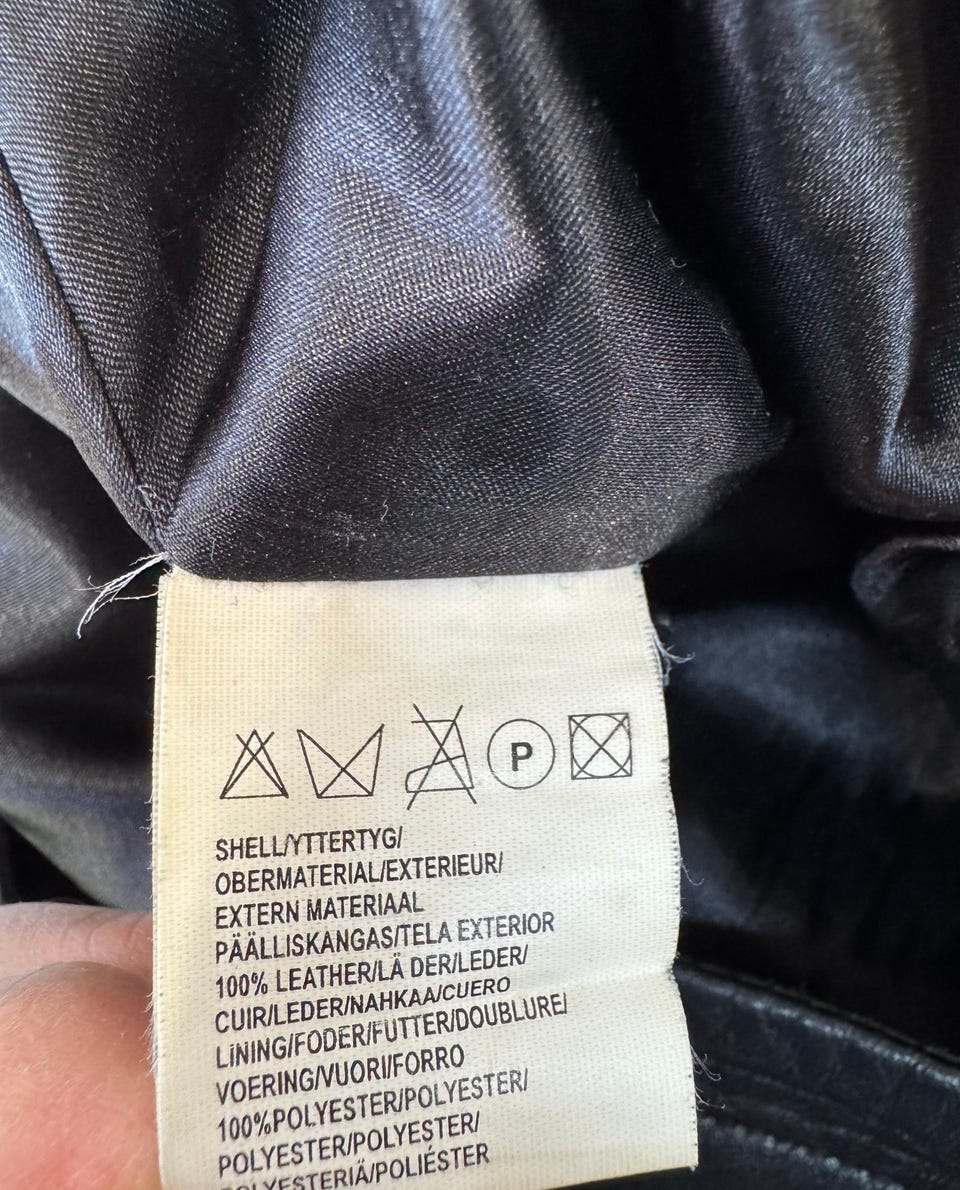 P
SHELL/YTTERTYG/
OBERMATERIAL/EXTERIEUR/
EXTERN MATERIAAL
PÄÄLLISKANGAS/TELA EXTERIOR
100% LEATHER/LÄ DER/LEDER/
CUIR/LEDER/NAHKAA/CUERO
LINING/FODER/FUTTER/DOUBLURE/
VOERING/VUORI/FORRO
100%POLYESTER/POLYESTER/
POLYESTER/POLYESTER/
POLYESTERIÄ/POLIÉSTER